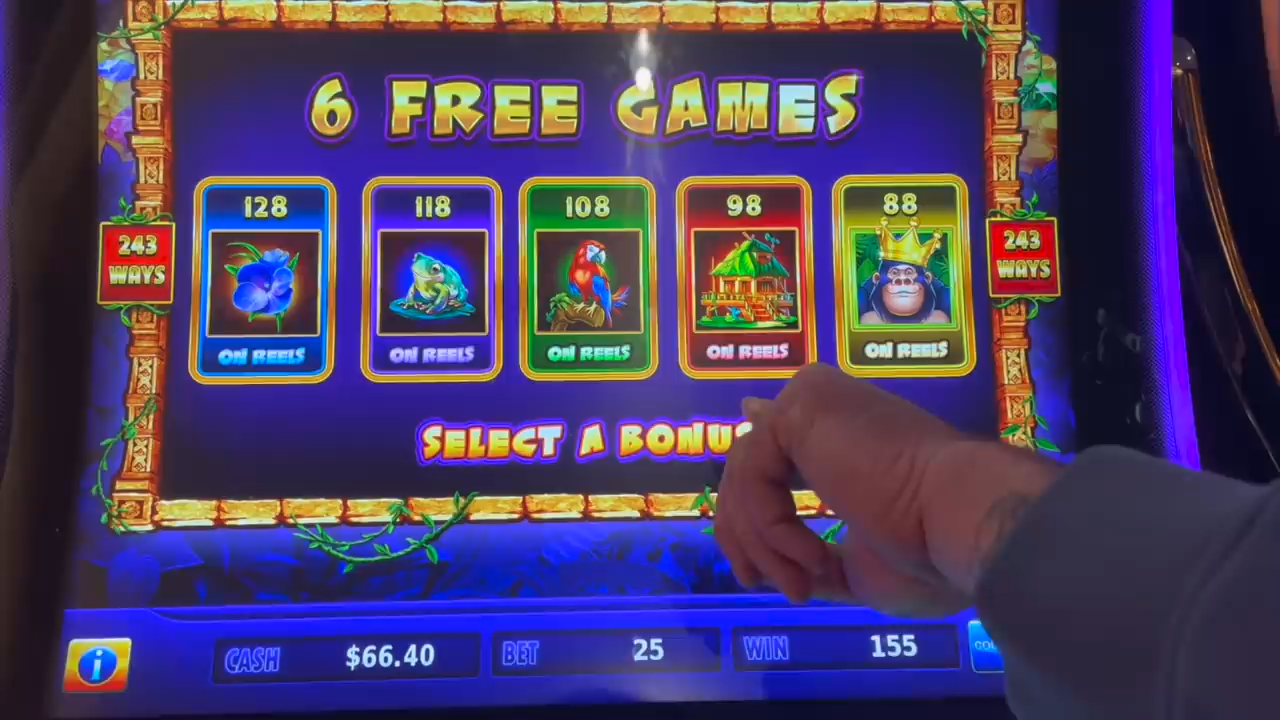 6 FREE GAMES
128
118
108
98
88
243
WAYS
243
WAYS
ON REELS
ON REELS
ON REELS
ON REELS
ON REELS
SELECT A BONUS
i
CASH $66.40
BET 25
WIN 155